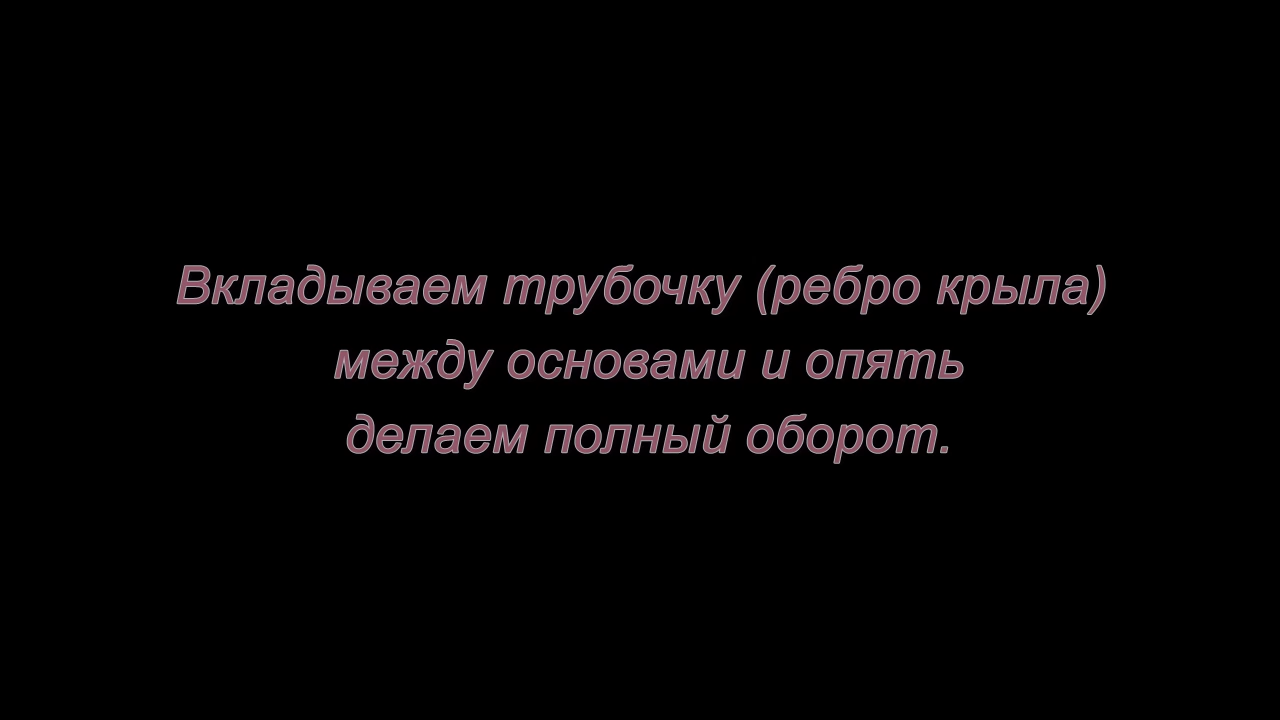 Вкладываем трубочку (ребро крыла)
между основами и опять
делаем полный оборот.